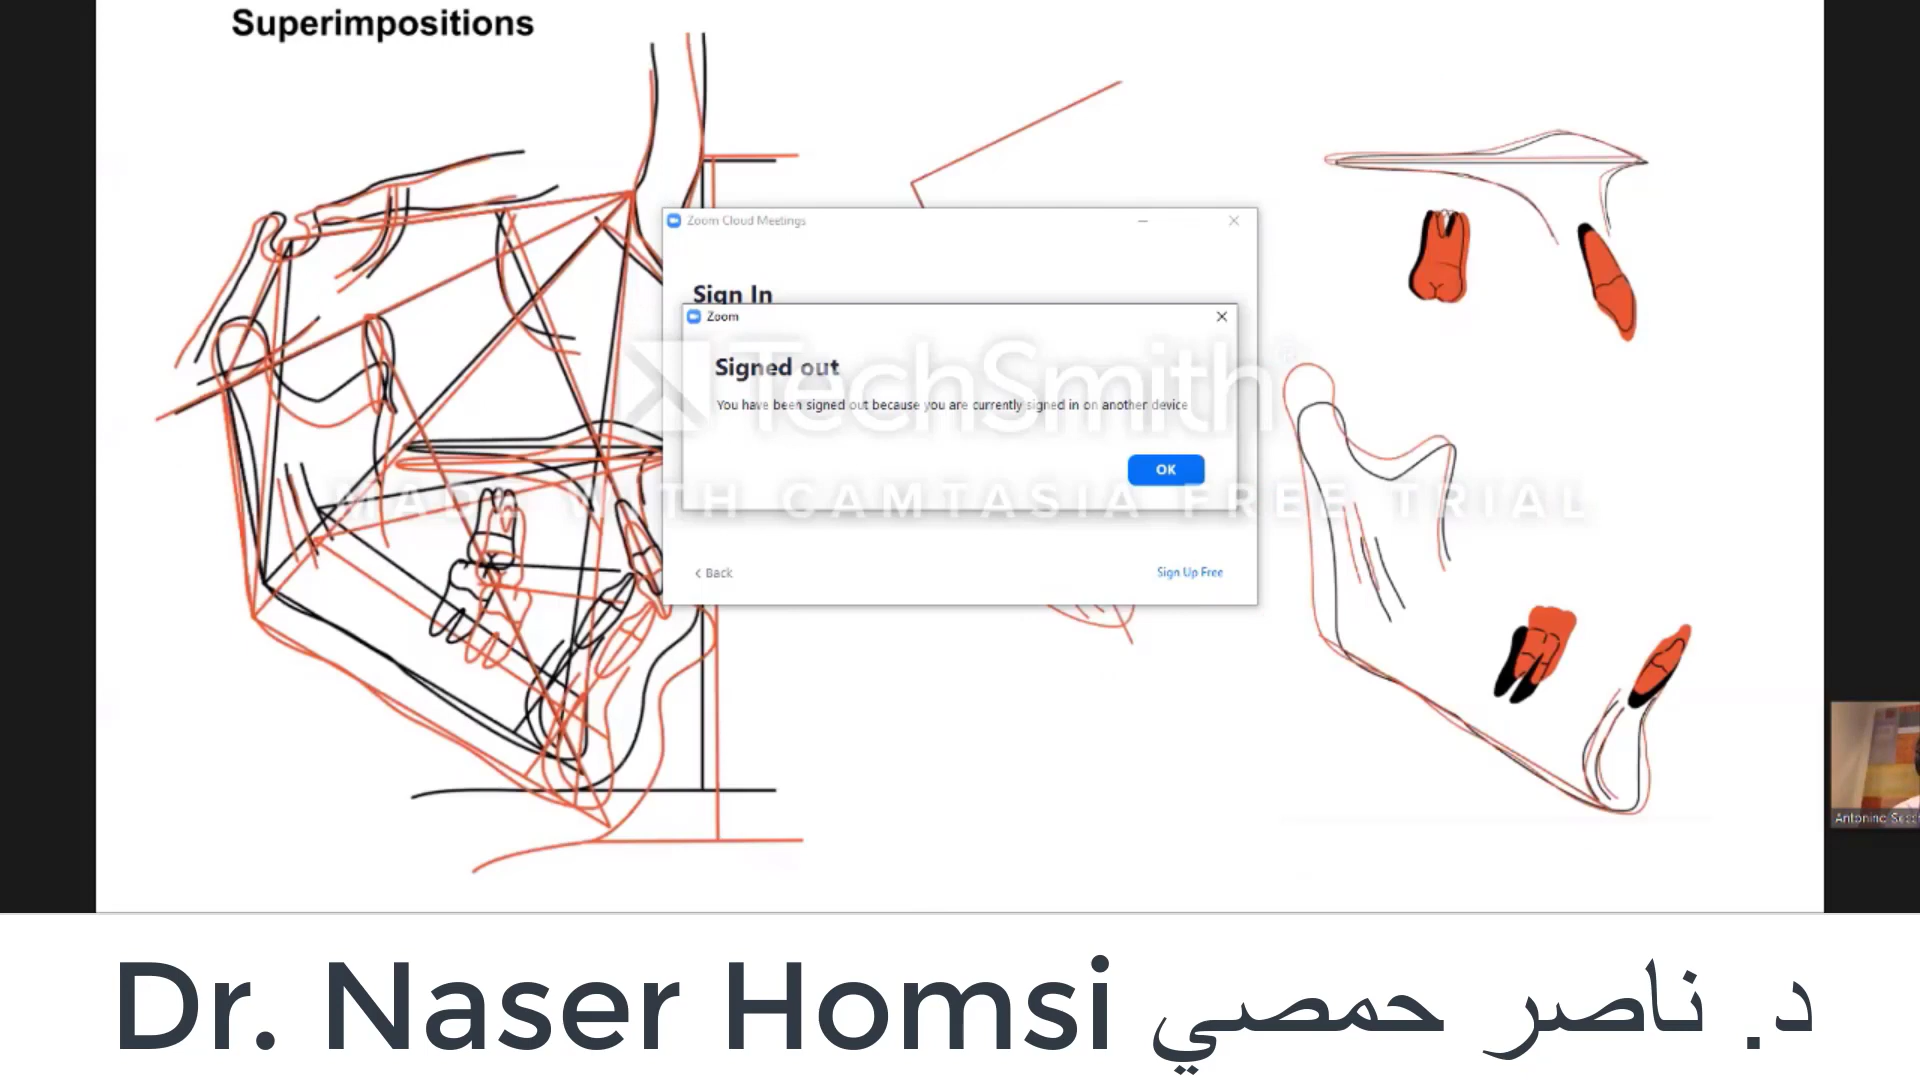 Superimpositions
Zoom Cloud Meetings
Sign In
Zoom
Signed out
You have been signed out because you are currently signed in on another device
OK
TechSmith
MADE WITH CAMTASIA FREE TRIAL
Back
Sign Up Free
Antonino
Dr. Naser Homsi د. ناصر حمصي